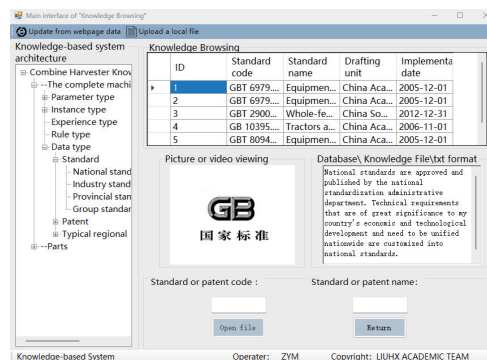 Main interface of "Knowledge Browsing"
Update from webpage data Upload a local file
Knowledge-based system
architecture
Combine Harvester Know
--The complete machi
Parameter type
Instance type
Experience type
Rule type
Data type
Standard
National stand
Industry stand
Provincial stan
Group standar
Patent
Typical regional
--Parts
Knowledge Browsing
ID Standard code Standard name Drafting unit Implementa date
1 GBT 6979.... Equipmen... China Aca... 2005-12-01
2 GBT 6979.... Equipmen... China Aca... 2005-12-01
3 GBT 2900.... Whole-fe... China So... 2012-12-31
4 GB 10395.... Tractors a... China Aca... 2006-11-01
5 GBT 8094.... Equipmen... China Aca... 2005-12-01
Picture or video viewing
GB
国家标准
Database\ Knowledge File\txt format
National standards are approved and
published by the national
standardization administrative
department. Technical requirements
that are of great significance to my
country's economic and technological
development and need to be unified
nationwide are customized into
national standards.
Standard or patent code :
Standard or patent name:
Open file
Return
Knowledge-based System Operater: ZYM Copyright: LIUHX ACADEMIC TEAM